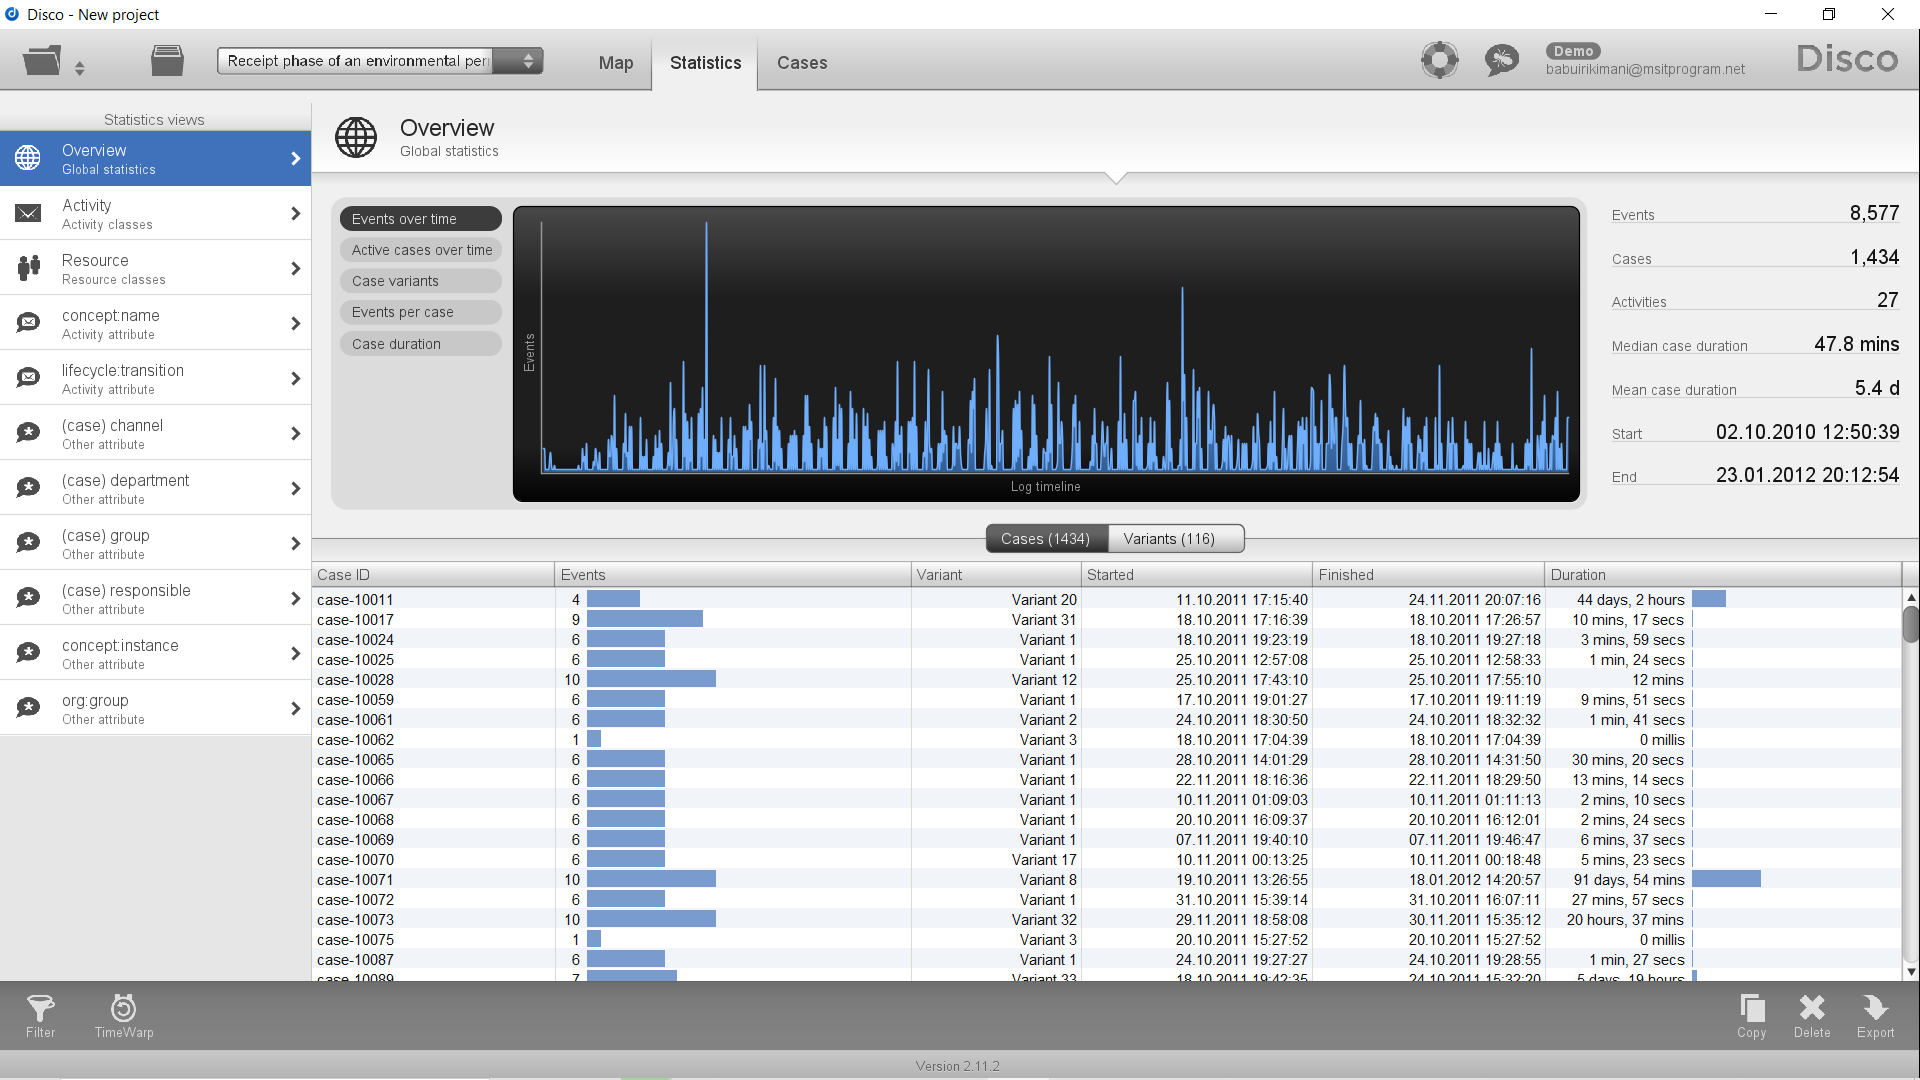 Disco - New project
Receipt phase of an environmental per
Map
Statistics
Cases
Demo
babuirikimani@msitprogram.net
Disco
Statistics views
Overview
Global statistics
Activity
Activity classes
Resource
Resource classes
concept:name
Activity attribute
lifecycle:transition
Activity attribute
(case) channel
Other attribute
(case) department
Other attribute
(case) group
Other attribute
(case) responsible
Other attribute
concept:instance
Other attribute
org:group
Other attribute
Overview
Global statistics
Events over time
Active cases over time
Case variants
Events per case
Case duration
Events
Log timeline
Events 8,577
Cases 1,434
Activities 27
Median case duration 47.8 mins
Mean case duration 5.4 d
Start 02.10.2010 12:50:39
End 23.01.2012 20:12:54
Cases (1434) Variants (116)
Case ID Events Variant Started Finished Duration
case-10011 4 Variant 20 11.10.2011 17:15:40 24.11.2011 20:07:16 44 days, 2 hours
case-10017 9 Variant 31 18.10.2011 17:16:39 18.10.2011 17:26:57 10 mins, 17 secs
case-10024 6 Variant 1 18.10.2011 19:23:19 18.10.2011 19:27:18 3 mins, 59 secs
case-10025 6 Variant 1 25.10.2011 12:57:08 25.10.2011 12:58:33 1 min, 24 secs
case-10028 10 Variant 12 25.10.2011 17:43:10 25.10.2011 17:55:10 12 mins
case-10059 6 Variant 1 17.10.2011 19:01:27 17.10.2011 19:11:19 9 mins, 51 secs
case-10061 6 Variant 2 24.10.2011 18:30:50 24.10.2011 18:32:32 1 min, 41 secs
case-10062 1 Variant 3 18.10.2011 17:04:39 18.10.2011 17:04:39 0 millis
case-10065 6 Variant 1 28.10.2011 14:01:29 28.10.2011 14:31:50 30 mins, 20 secs
case-10066 6 Variant 1 22.11.2011 18:16:36 22.11.2011 18:29:50 13 mins, 14 secs
case-10067 6 Variant 1 10.11.2011 01:09:03 10.11.2011 01:11:13 2 mins, 10 secs
case-10068 6 Variant 1 20.10.2011 16:09:37 20.10.2011 16:12:01 2 mins, 24 secs
case-10069 6 Variant 1 07.11.2011 19:40:10 07.11.2011 19:46:47 6 mins, 37 secs
case-10070 6 Variant 17 10.11.2011 00:13:25 10.11.2011 00:18:48 5 mins, 23 secs
case-10071 10 Variant 8 19.10.2011 13:26:55 18.01.2012 14:20:57 91 days, 54 mins
case-10072 6 Variant 1 31.10.2011 15:39:14 31.10.2011 16:07:11 27 mins, 57 secs
case-10073 10 Variant 32 29.11.2011 18:58:08 30.11.2011 15:35:12 20 hours, 37 mins
case-10075 1 Variant 3 20.10.2011 15:27:52 20.10.2011 15:27:52 0 millis
case-10087 6 Variant 1 24.10.2011 19:27:27 24.10.2011 19:28:55 1 min, 27 secs
case-10089 7 Variant 33 18.10.2011 19:42:35 24.10.2011 15:32:20 5 days, 19 hours
Filter
TimeWarp
Copy
Delete
Export
Version 2.11.2